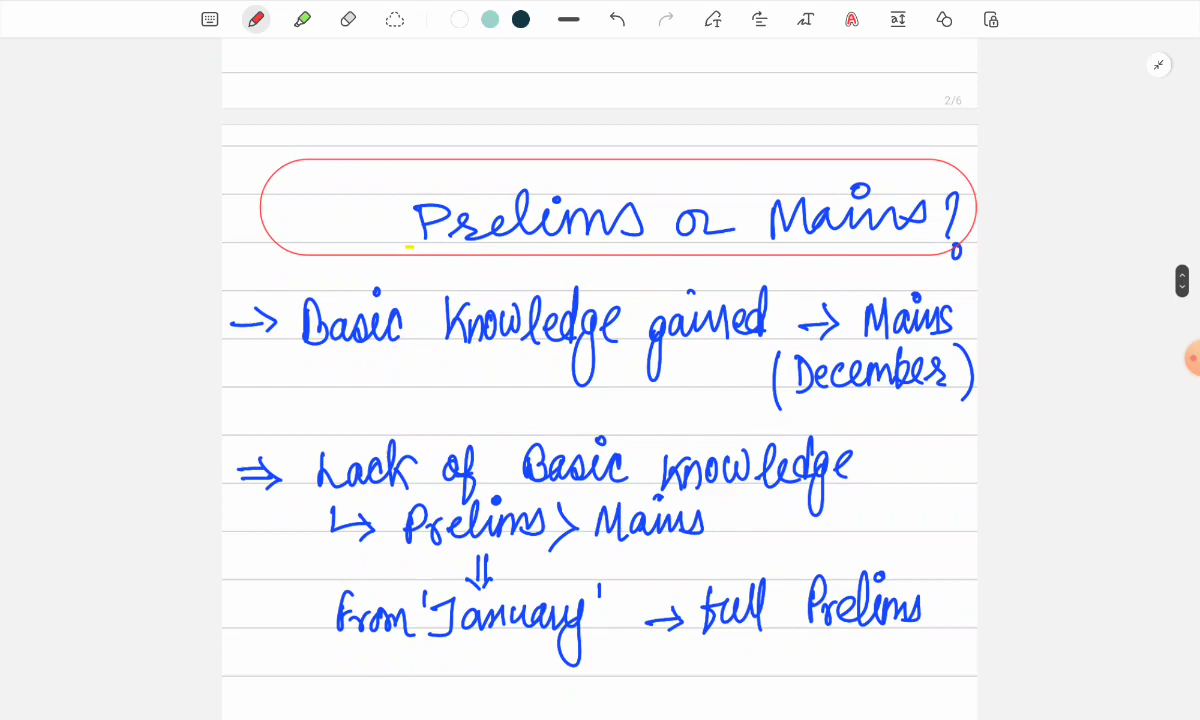 2/6
Prelims or Mains?
→ Basic Knowledge gained → Mains
(December)
⇒ Lack of Basic Knowledge
↳ Prelims > Mains
⇓
From 'January' → full Prelims